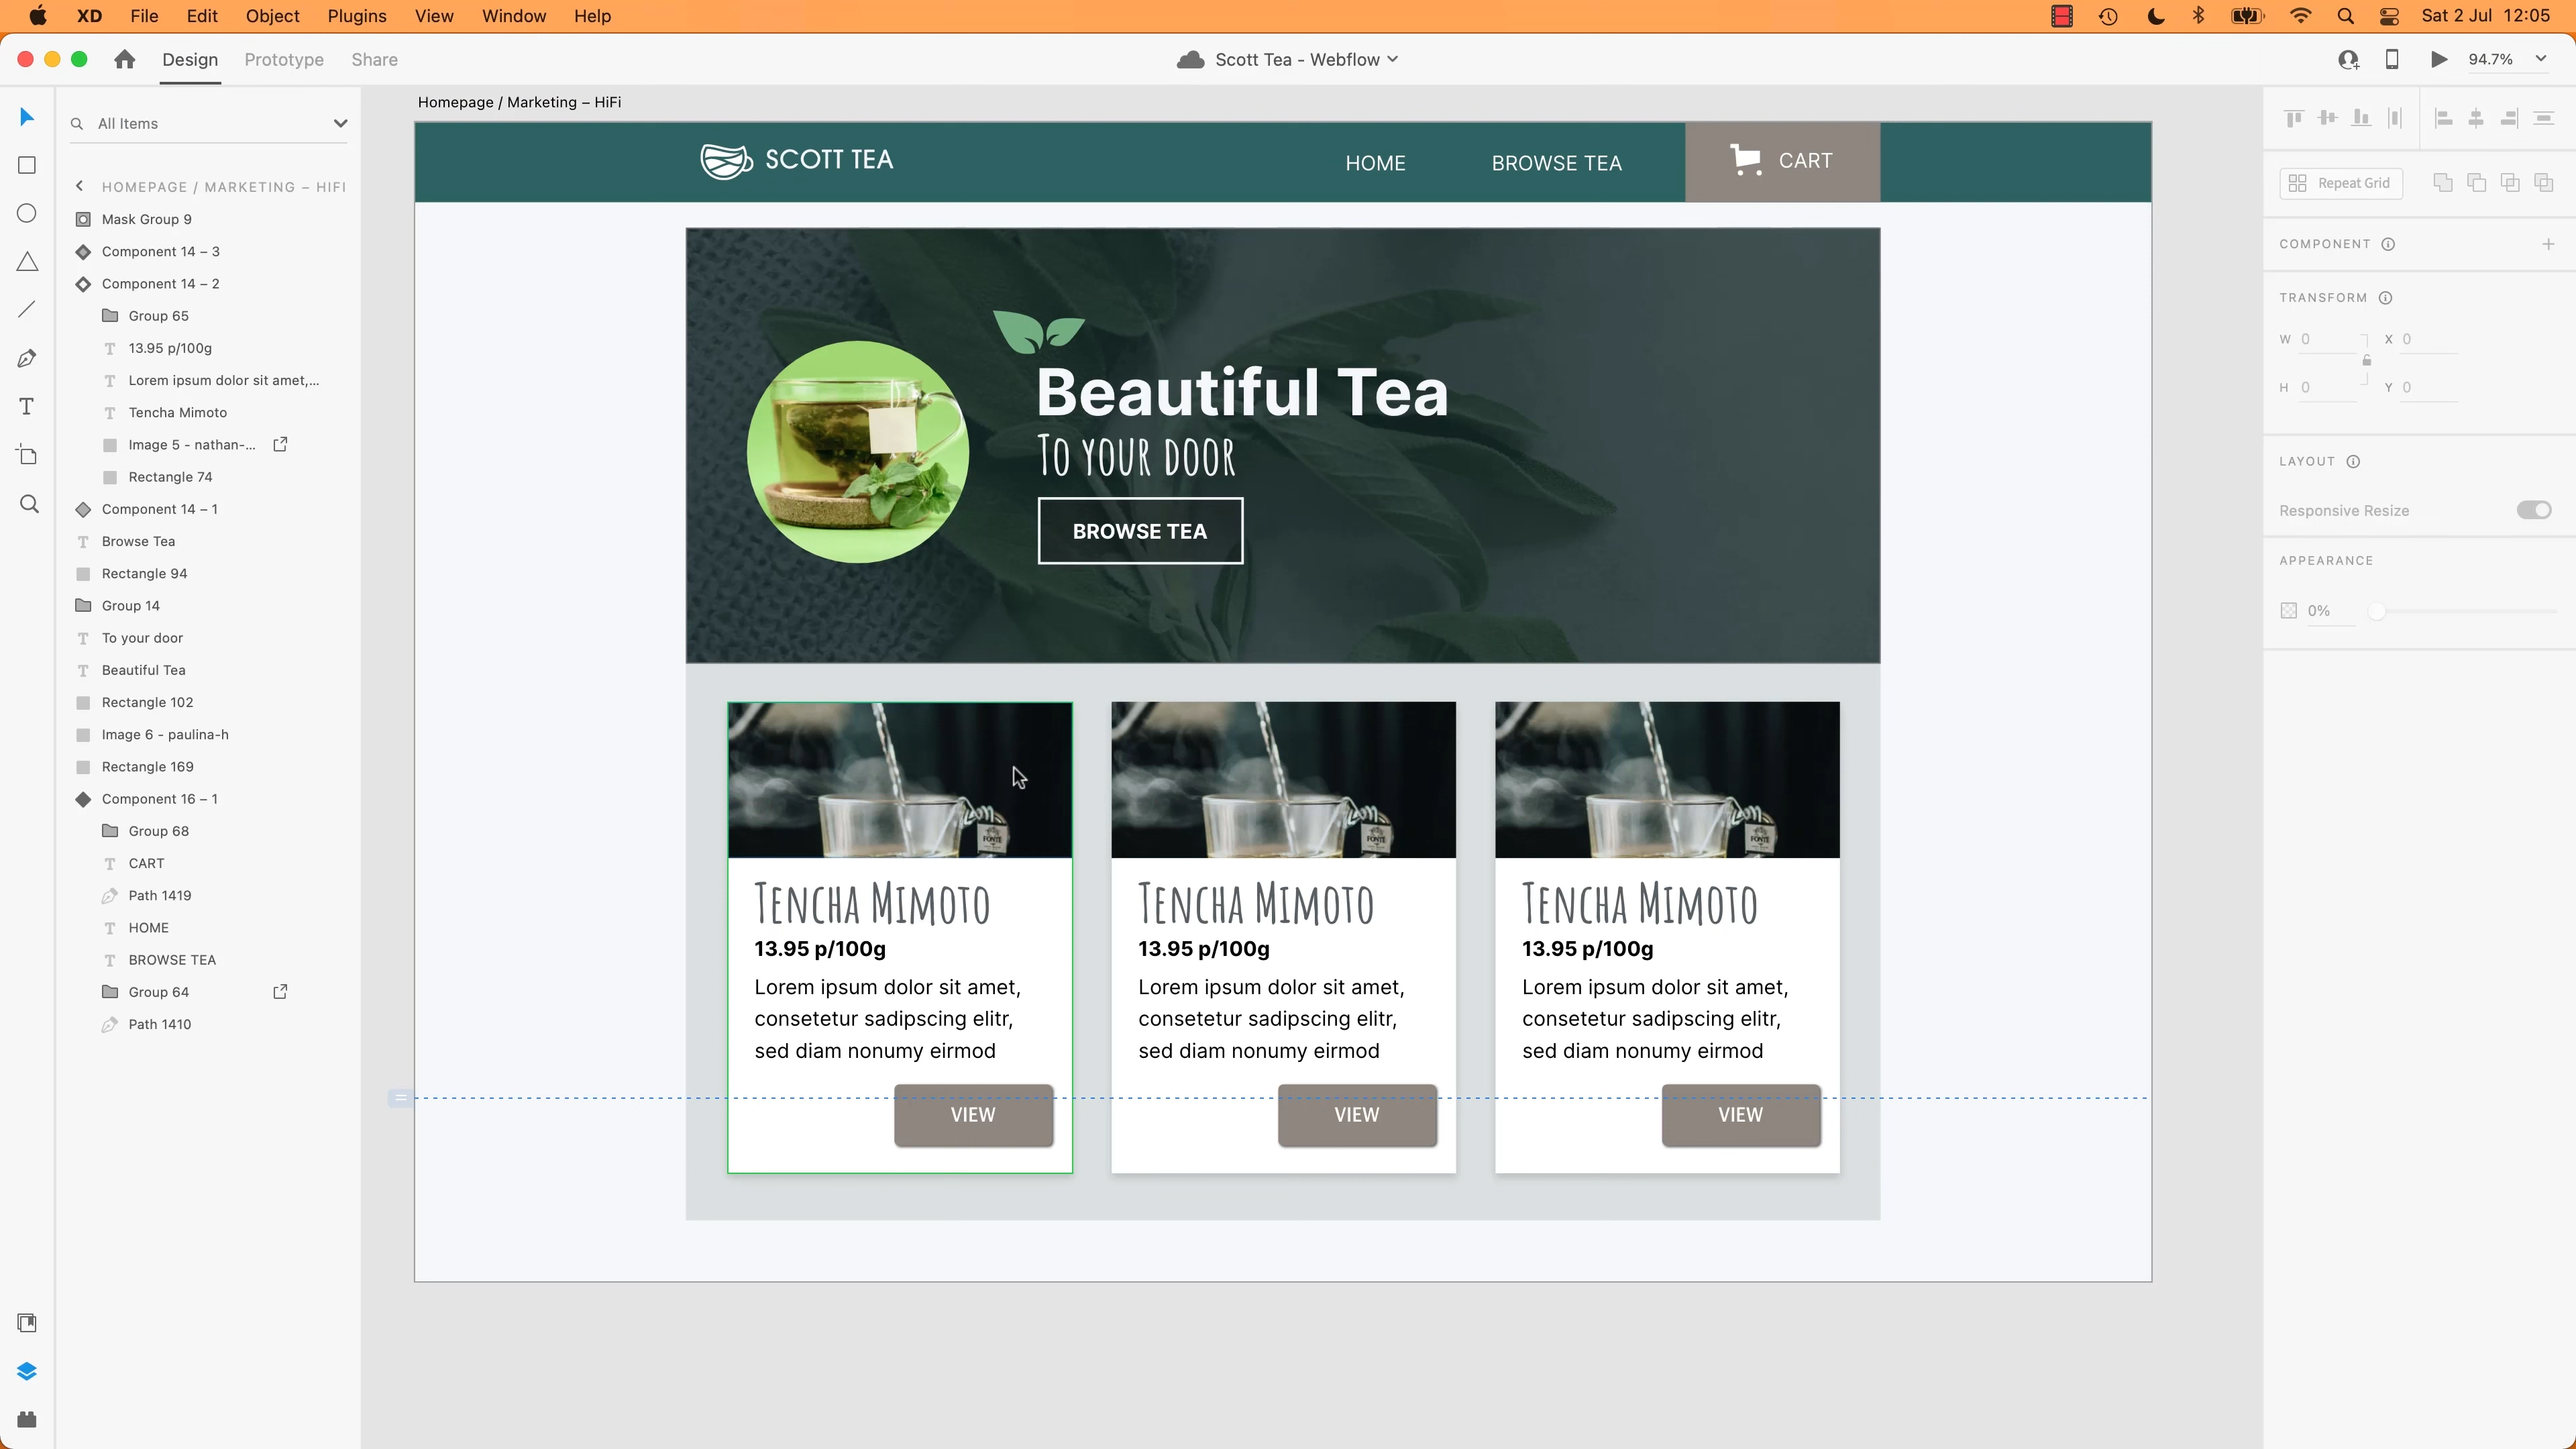 XD File Edit Object Plugins View Window Help Sat 2 Jul 12:05
Design Prototype Share Scott Tea - Webflow 94.7%
All Items
HOMEPAGE / MARKETING – HIFI
Mask Group 9
Component 14 – 3
Component 14 – 2
Group 65
13.95 p/100g
Lorem ipsum dolor sit amet,...
Tencha Mimoto
Image 5 - nathan-...
Rectangle 74
Component 14 – 1
Browse Tea
Rectangle 94
Group 14
To your door
Beautiful Tea
Rectangle 102
Image 6 - paulina-h
Rectangle 169
Component 16 – 1
Group 68
CART
Path 1419
HOME
BROWSE TEA
Group 64
Path 1410
Homepage / Marketing – HiFi
SCOTT TEA HOME BROWSE TEA CART
Beautiful Tea
To your door
BROWSE TEA
FONTE
FONTE
FONTE
Tencha Mimoto
13.95 p/100g
Lorem ipsum dolor sit amet,
consetetur sadipscing elitr,
sed diam nonumy eirmod
VIEW
Tencha Mimoto
13.95 p/100g
Lorem ipsum dolor sit amet,
consetetur sadipscing elitr,
sed diam nonumy eirmod
VIEW
Tencha Mimoto
13.95 p/100g
Lorem ipsum dolor sit amet,
consetetur sadipscing elitr,
sed diam nonumy eirmod
VIEW
Repeat Grid
COMPONENT
TRANSFORM
W 0 X 0
H 0 Y 0
LAYOUT
Responsive Resize
APPEARANCE
0%